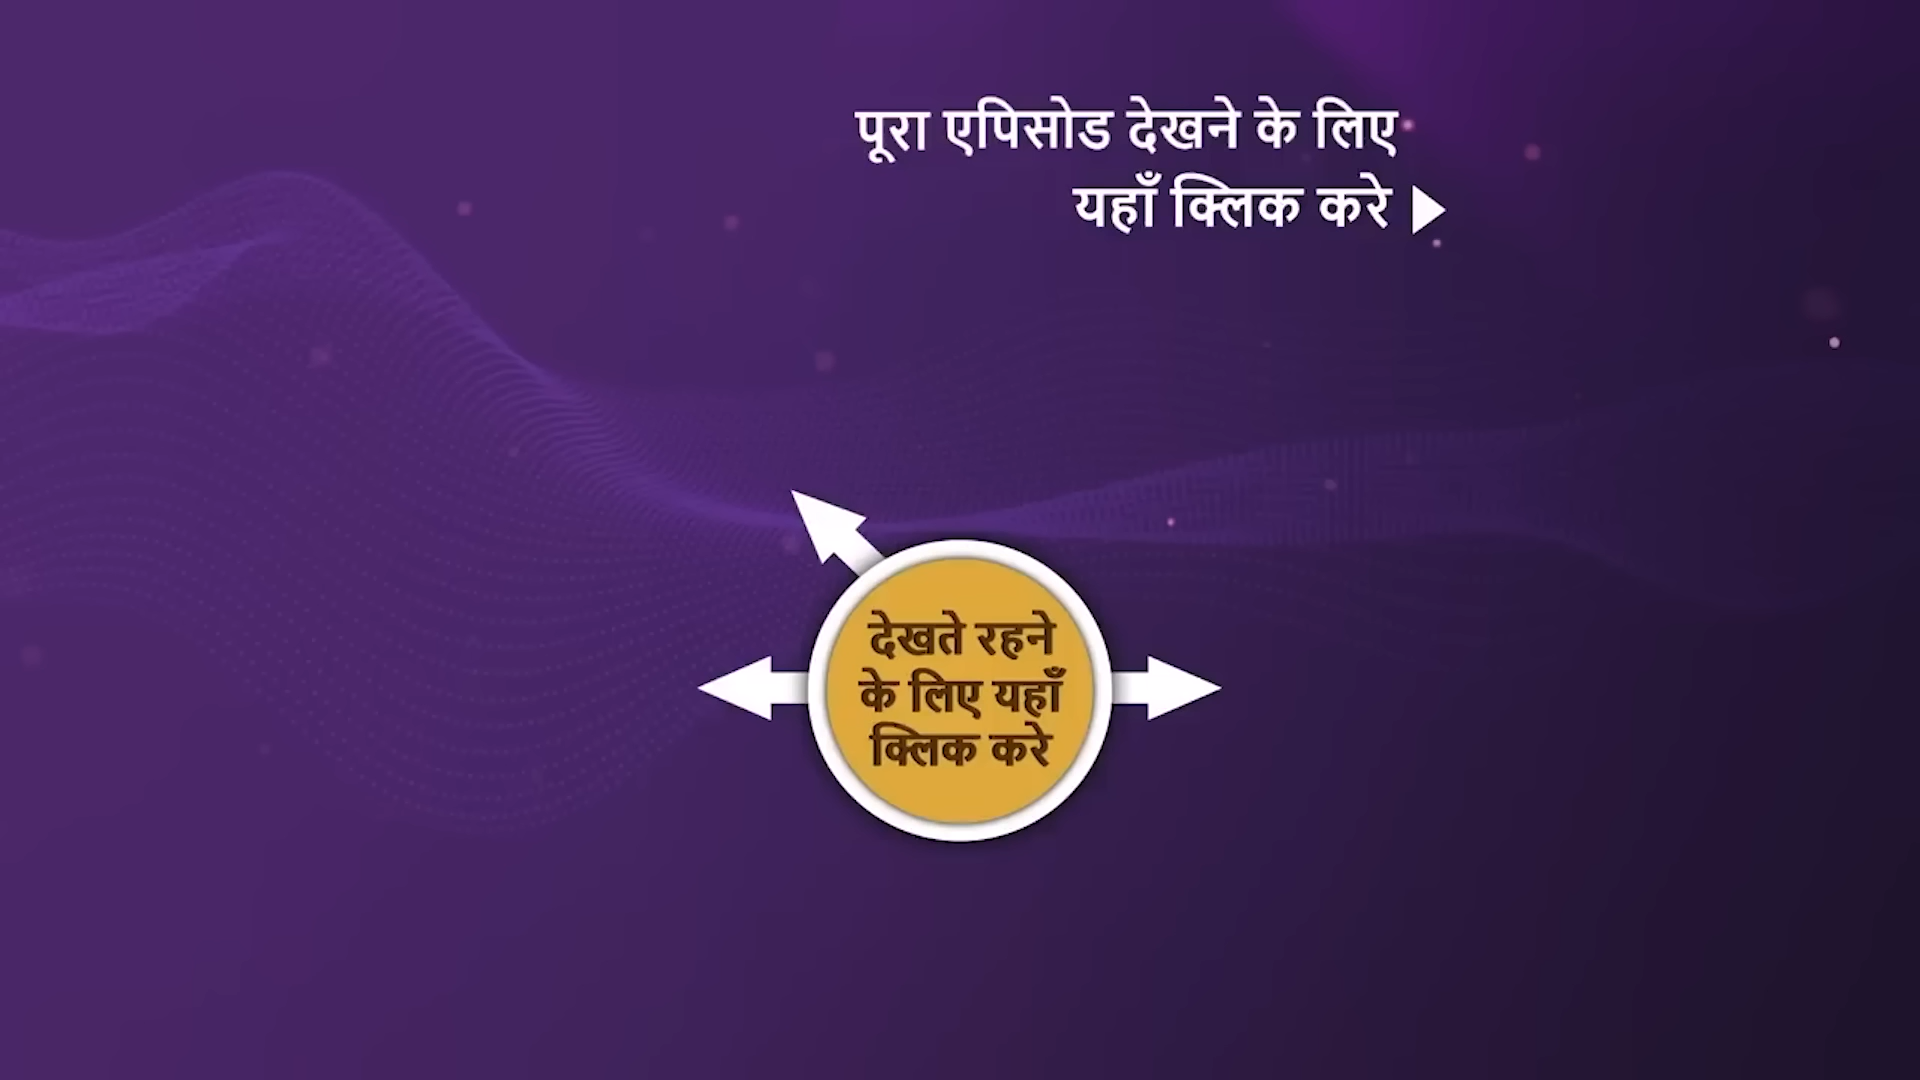 पूरा एपिसोड देखने के लिए
यहाँ क्लिक करे
देखते रहने
के लिए यहाँ
क्लिक करे